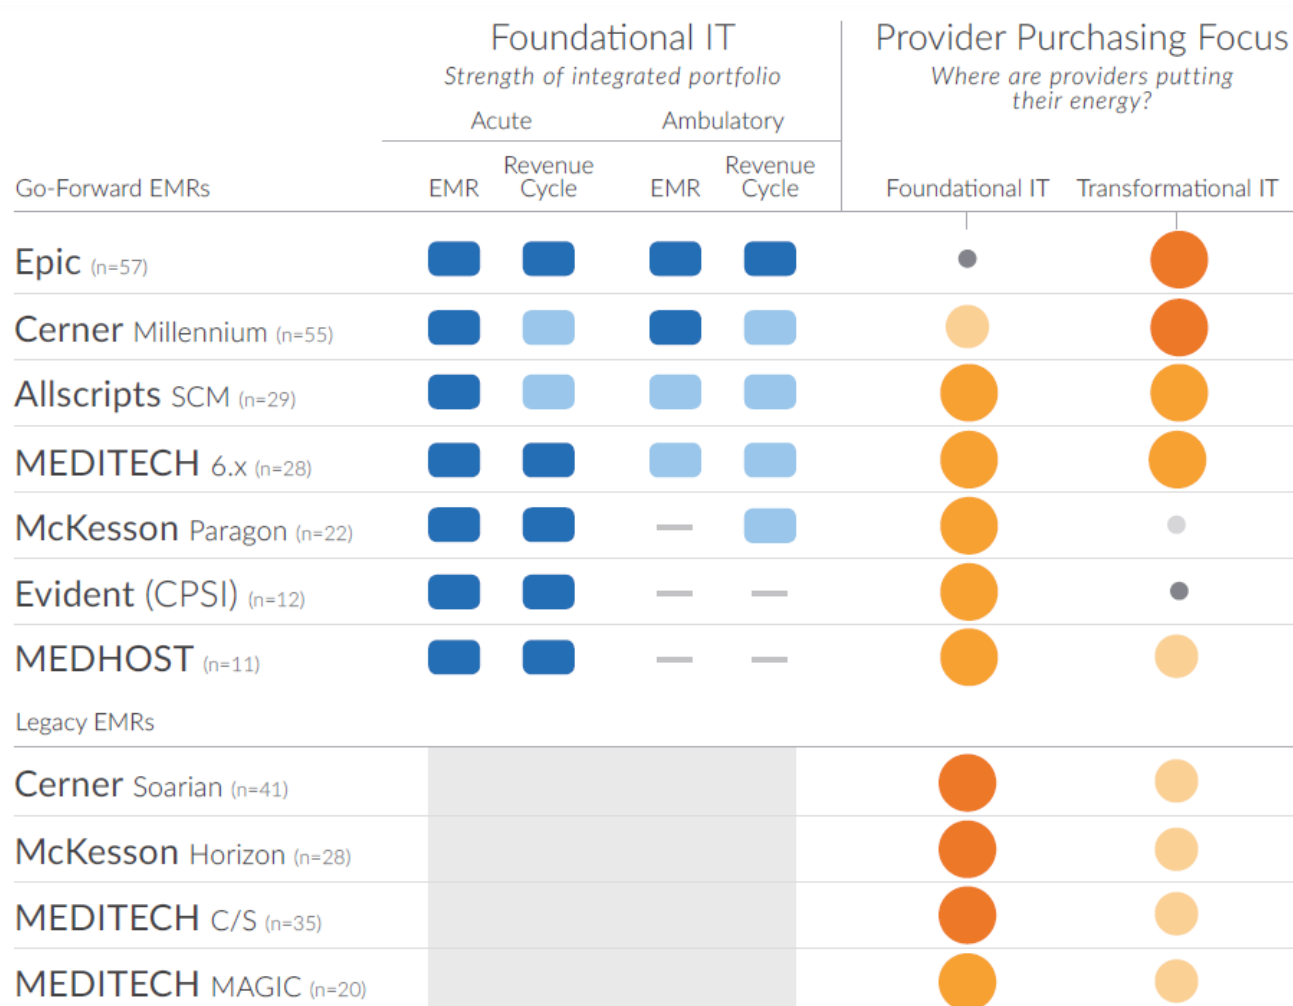 Foundational IT
Strength of integrated portfolio
Provider Purchasing Focus
Where are providers putting
their energy?
Acute
Ambulatory
Go-Forward EMRs
EMR
Revenue
Cycle
EMR
Revenue
Cycle
Foundational IT
Transformational IT
Epic (n=57)
Cerner Millennium (n=55)
Allscripts SCM (n=29)
MEDITECH 6.x (n=28)
McKesson Paragon (n=22)
Evident (CPSI) (n=12)
MEDHOST (n=11)
Legacy EMRs
Cerner Soarian (n=41)
McKesson Horizon (n=28)
MEDITECH C/S (n=35)
MEDITECH MAGIC (n=20)